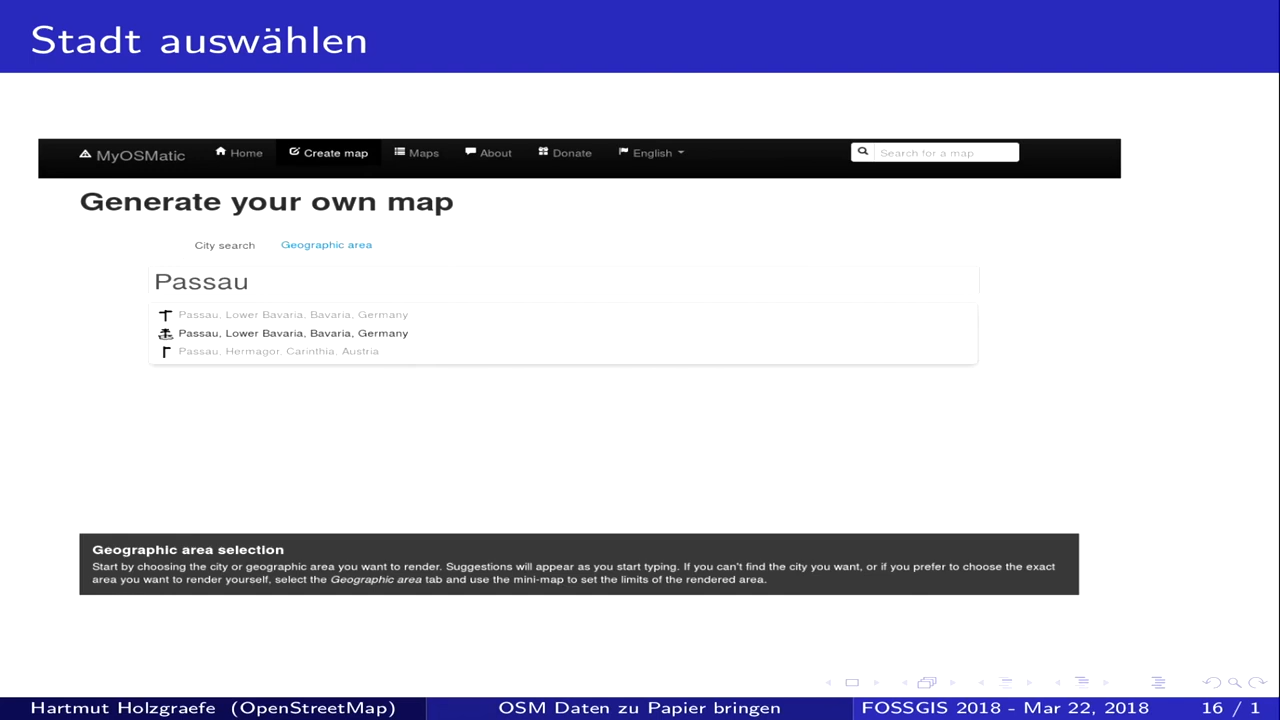 Stadt auswählen
MyOSMatic Home Create map Maps About Donate English Search for a map
Generate your own map
City search Geographic area
Passau
Passau, Lower Bavaria, Bavaria, Germany
Passau, Lower Bavaria, Bavaria, Germany
Passau, Hermagor, Carinthia, Austria
Geographic area selection
Start by choosing the city or geographic area you want to render. Suggestions will appear as you start typing. If you can't find the city you want, or if you prefer to choose the exact
area you want to render yourself, select the Geographic area tab and use the mini-map to set the limits of the rendered area.
Hartmut Holzgraefe (OpenStreetMap) OSM Daten zu Papier bringen FOSSGIS 2018 - Mar 22, 2018 16 / 1